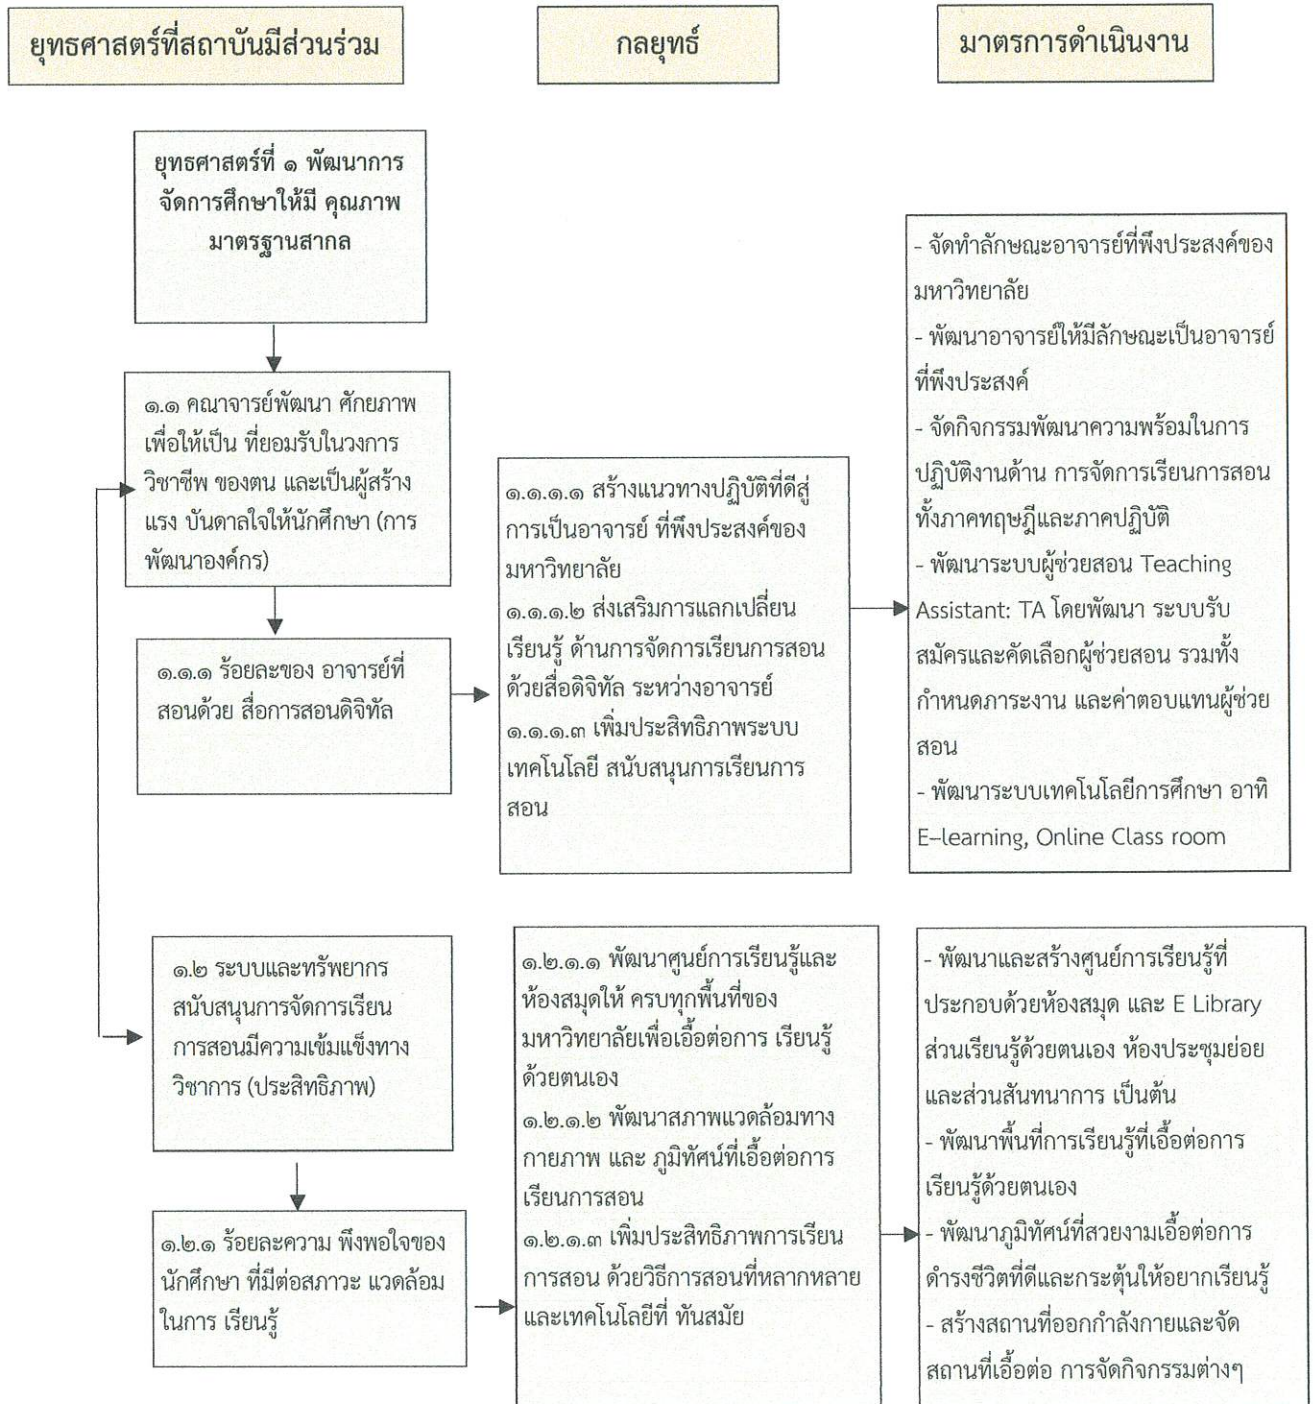 ยุทธศาสตร์ที่สถาบันมีส่วนร่วม
กลยุทธ์
มาตรการดำเนินงาน
ยุทธศาสตร์ที่ ๑ พัฒนาการ
จัดการศึกษาให้มี คุณภาพ
มาตรฐานสากล
๑.๑ คณาจารย์พัฒนา ศักยภาพ
เพื่อให้เป็น ที่ยอมรับในวงการ
วิชาชีพ ของตน และเป็นผู้สร้าง
แรง บันดาลใจให้นักศึกษา (การ
พัฒนาองค์กร)
๑.๑.๑ ร้อยละของ อาจารย์ที่
สอนด้วย สื่อการสอนดิจิทัล
๑.๑.๑.๑ สร้างแนวทางปฏิบัติที่ดีสู่
การเป็นอาจารย์ ที่พึงประสงค์ของ
มหาวิทยาลัย
๑.๑.๑.๒ ส่งเสริมการแลกเปลี่ยน
เรียนรู้ ด้านการจัดการเรียนการสอน
ด้วยสื่อดิจิทัล ระหว่างอาจารย์
๑.๑.๑.๓ เพิ่มประสิทธิภาพระบบ
เทคโนโลยี สนับสนุนการเรียนการ
สอน
- จัดทำลักษณะอาจารย์ที่พึงประสงค์ของ
มหาวิทยาลัย
- พัฒนาอาจารย์ให้มีลักษณะเป็นอาจารย์
ที่พึงประสงค์
- จัดกิจกรรมพัฒนาความพร้อมในการ
ปฏิบัติงานด้าน การจัดการเรียนการสอน
ทั้งภาคทฤษฎีและภาคปฏิบัติ
- พัฒนาระบบผู้ช่วยสอน Teaching
Assistant: TA โดยพัฒนา ระบบรับ
สมัครและคัดเลือกผู้ช่วยสอน รวมทั้ง
กำหนดภาระงาน และค่าตอบแทนผู้ช่วย
สอน
- พัฒนาระบบเทคโนโลยีการศึกษา อาทิ
E–learning, Online Class room
๑.๒ ระบบและทรัพยากร
สนับสนุนการจัดการเรียน
การสอนมีความเข้มแข็งทาง
วิชาการ (ประสิทธิภาพ)
๑.๒.๑ ร้อยละความ พึงพอใจของ
นักศึกษา ที่มีต่อสภาวะ แวดล้อม
ในการ เรียนรู้
๑.๒.๑.๑ พัฒนาศูนย์การเรียนรู้และ
ห้องสมุดให้ ครบทุกพื้นที่ของ
มหาวิทยาลัยเพื่อเอื้อต่อการ เรียนรู้
ด้วยตนเอง
๑.๒.๑.๒ พัฒนาสภาพแวดล้อมทาง
กายภาพ และ ภูมิทัศน์ที่เอื้อต่อการ
เรียนการสอน
๑.๒.๑.๓ เพิ่มประสิทธิภาพการเรียน
การสอน ด้วยวิธีการสอนที่หลากหลาย
และเทคโนโลยีที่ ทันสมัย
- พัฒนาและสร้างศูนย์การเรียนรู้ที่
ประกอบด้วยห้องสมุด และ E Library
ส่วนเรียนรู้ด้วยตนเอง ห้องประชุมย่อย
และส่วนสันทนาการ เป็นต้น
- พัฒนาพื้นที่การเรียนรู้ที่เอื้อต่อการ
เรียนรู้ด้วยตนเอง
- พัฒนาภูมิทัศน์ที่สวยงามเอื้อต่อการ
ดำรงชีวิตที่ดีและกระตุ้นให้อยากเรียนรู้
- สร้างสถานที่ออกกำลังกายและจัด
สถานที่เอื้อต่อ การจัดกิจกรรมต่างๆ